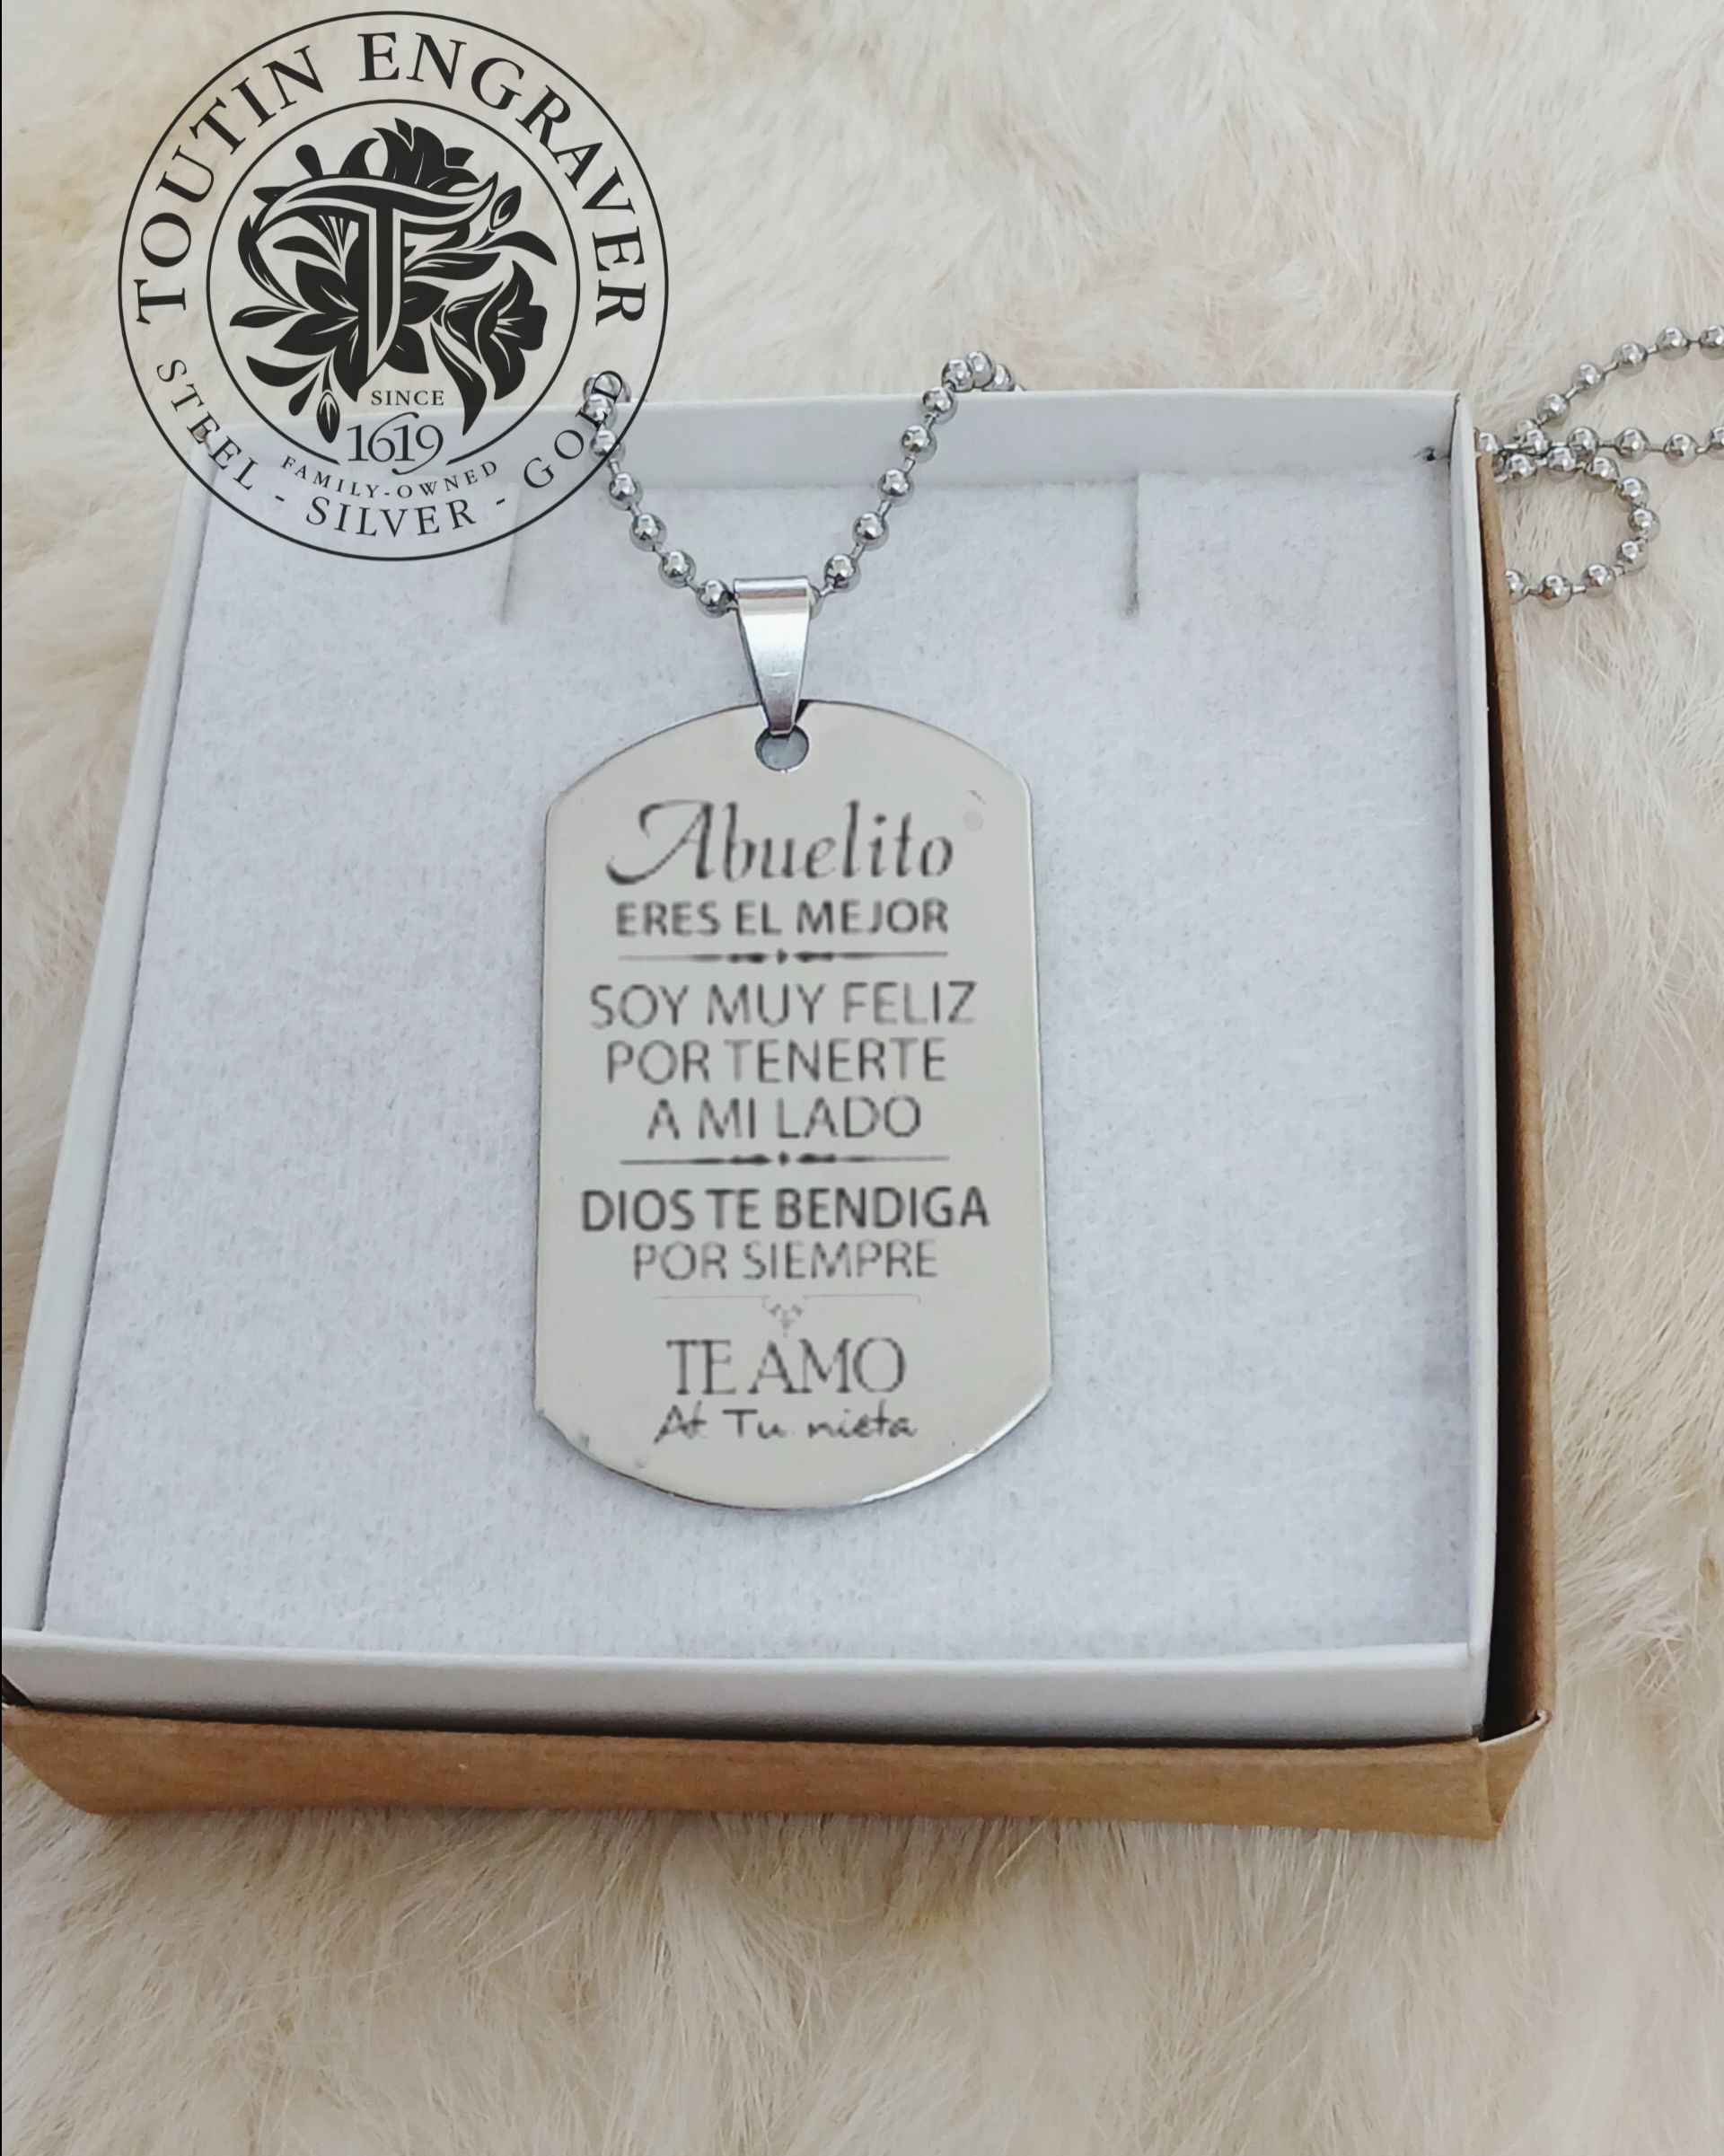 TOUTIN ENGRAVER
SINCE
1619
FAMILY-OWNED
STEEL - SILVER - GOLD
Abuelito
ERES EL MEJOR
SOY MUY FELIZ
POR TENERTE
A MI LADO
DIOS TE BENDIGA
POR SIEMPRE
TE AMO
At Tu nieta